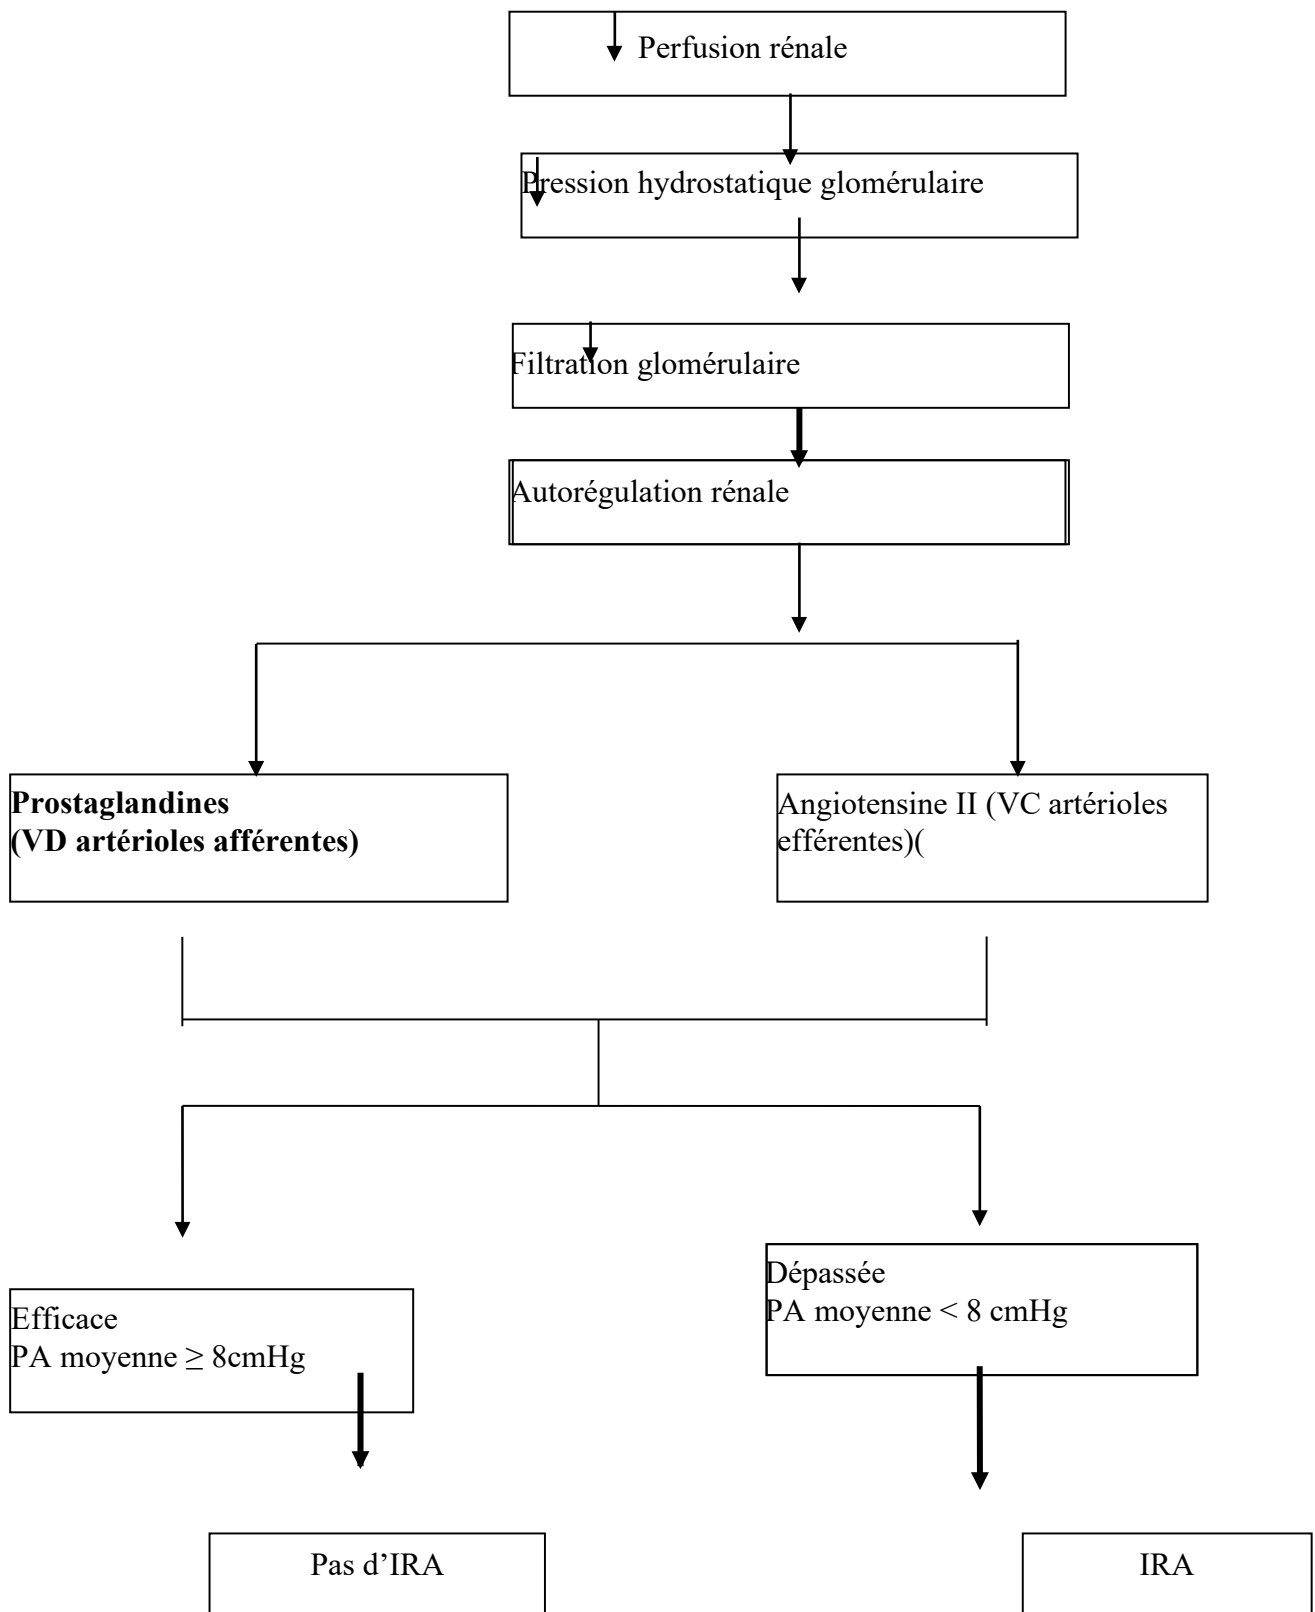 Perfusion rénale
Pression hydrostatique glomérulaire
Filtration glomérulaire
Autorégulation rénale
Prostaglandines
(VD artérioles afférentes)
Angiotensine II (VC artérioles
efférentes)(
Efficace
PA moyenne ≥ 8cmHg
Dépassée
PA moyenne < 8 cmHg
Pas d’IRA
IRA